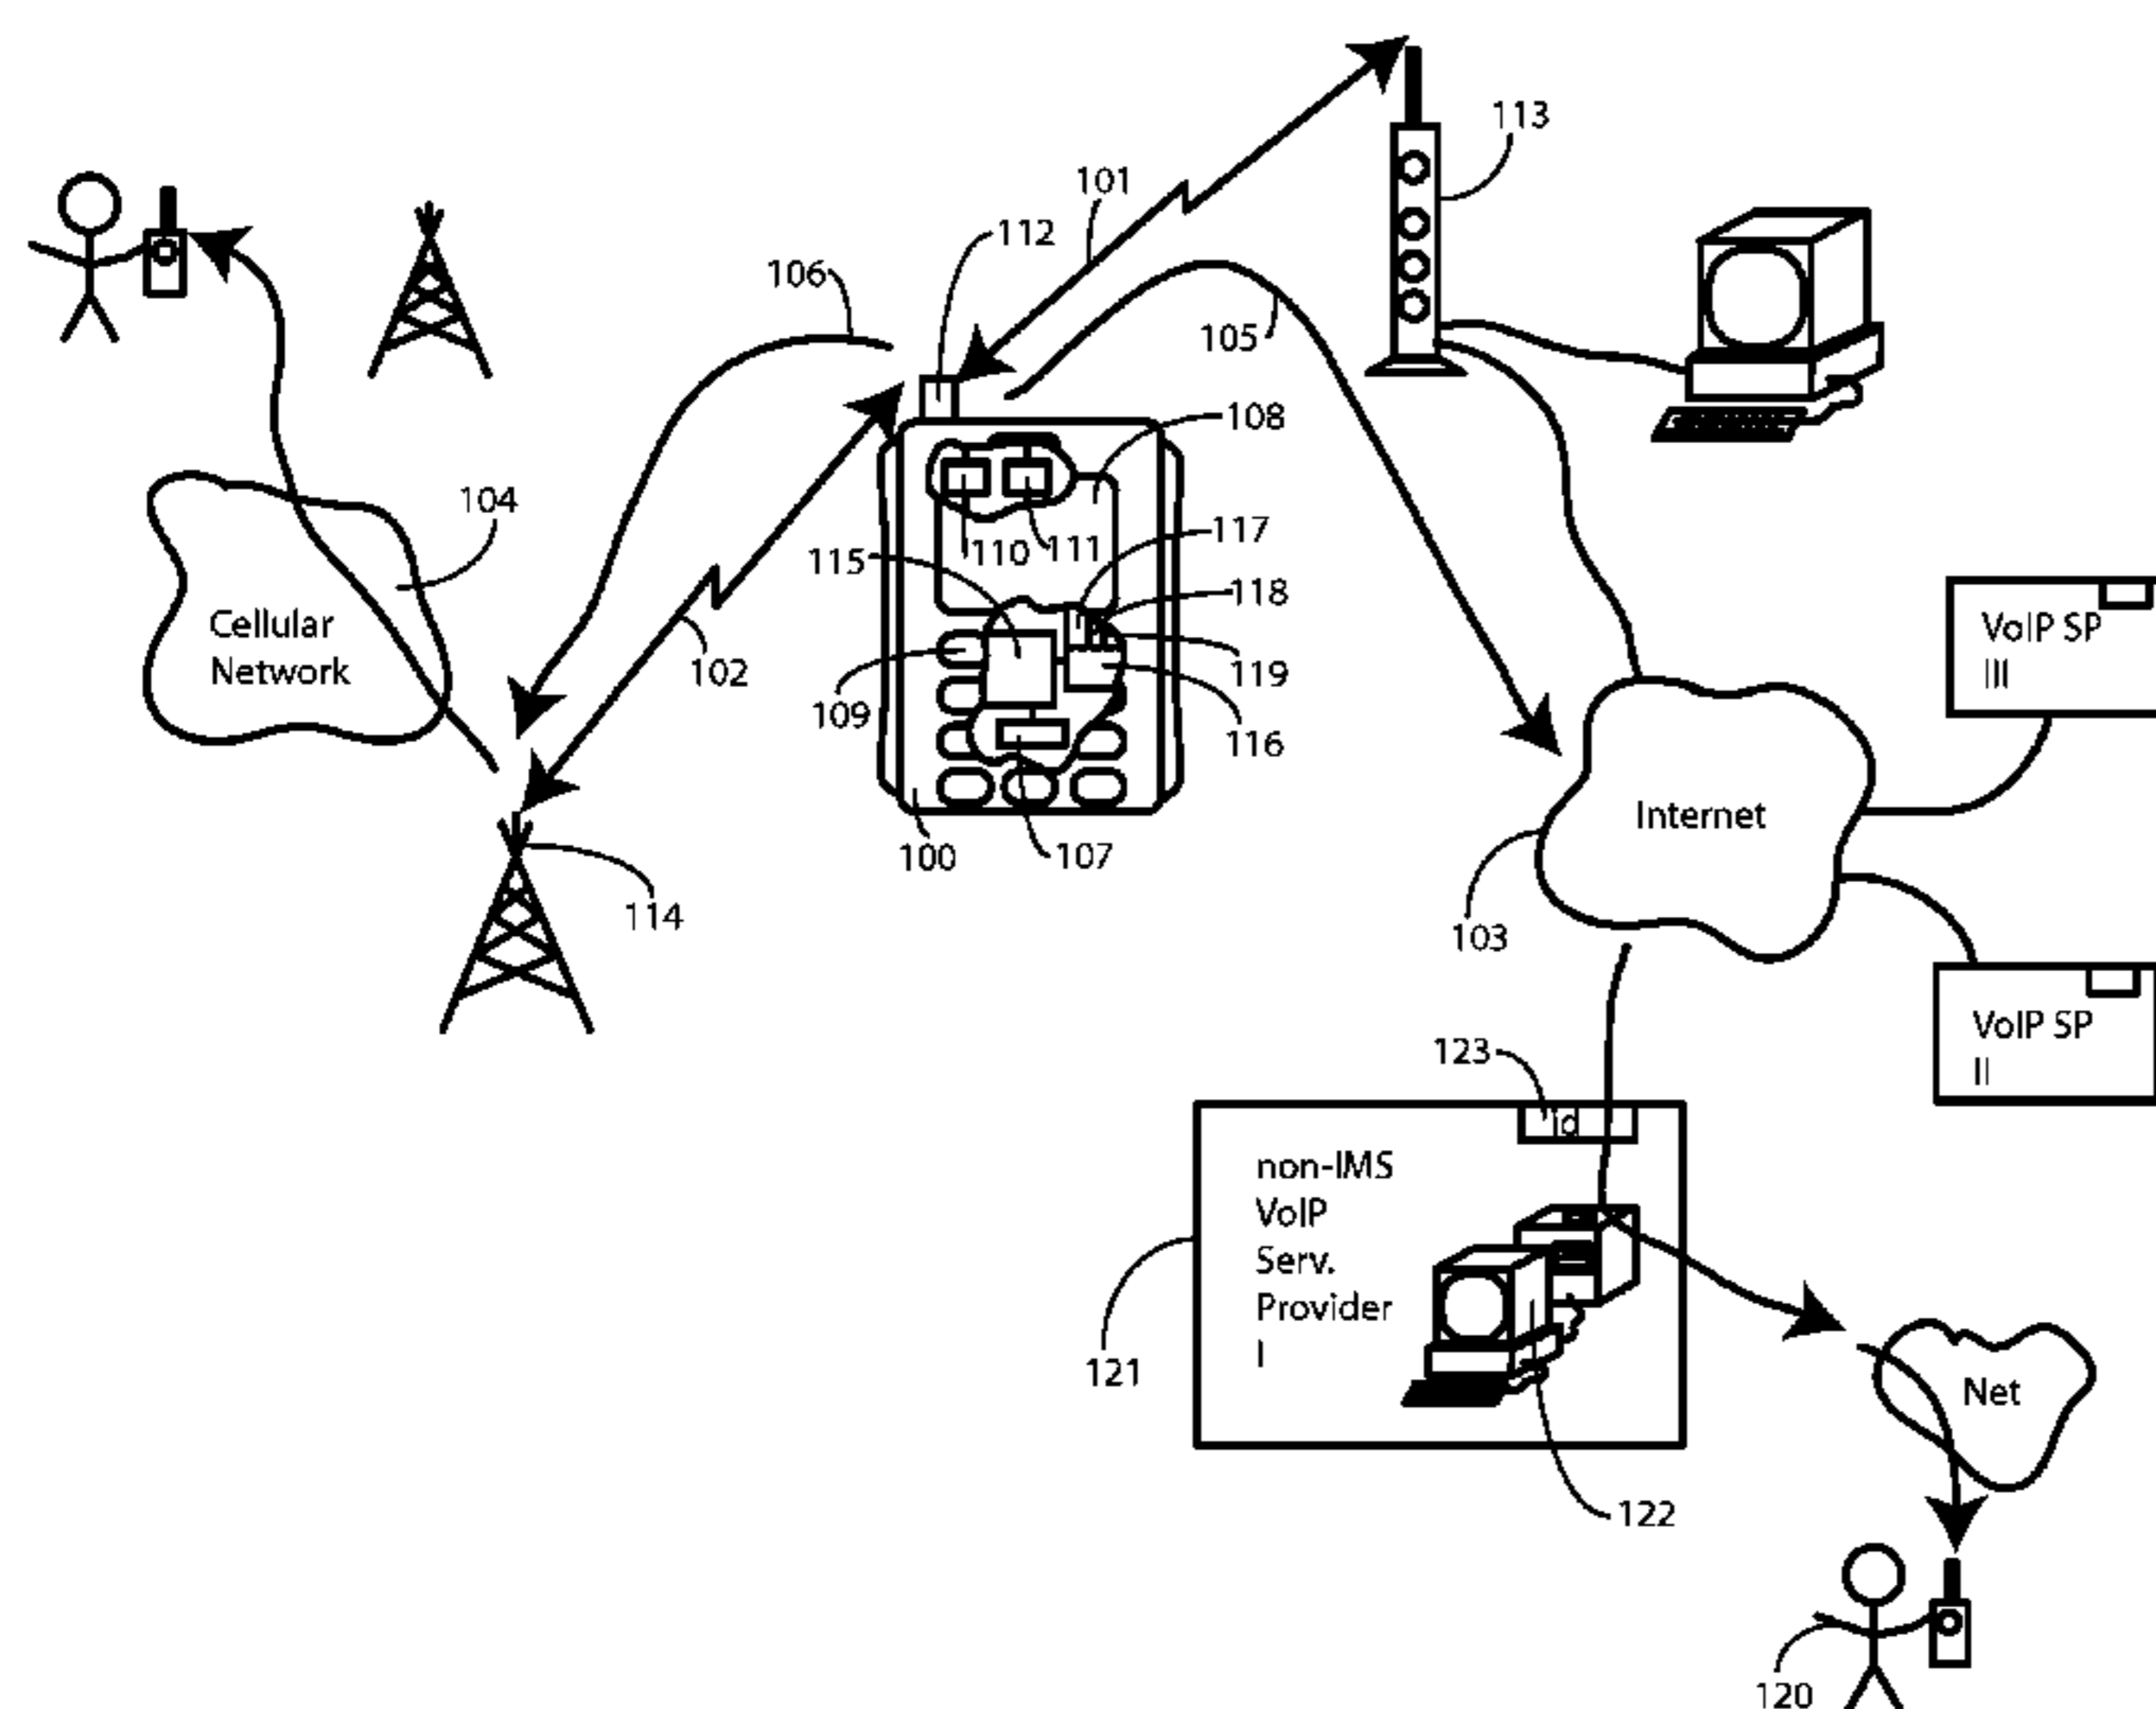 113
101
112
106
105
108
104
117
110
111
115
118
Cellular
Network
VoIP SP
III
102
119
109
116
Internet
100
107
114
103
VoIP SP
II
123
id
non-IMS
VoIP
Serv.
Provider
I
121
Net
122
120